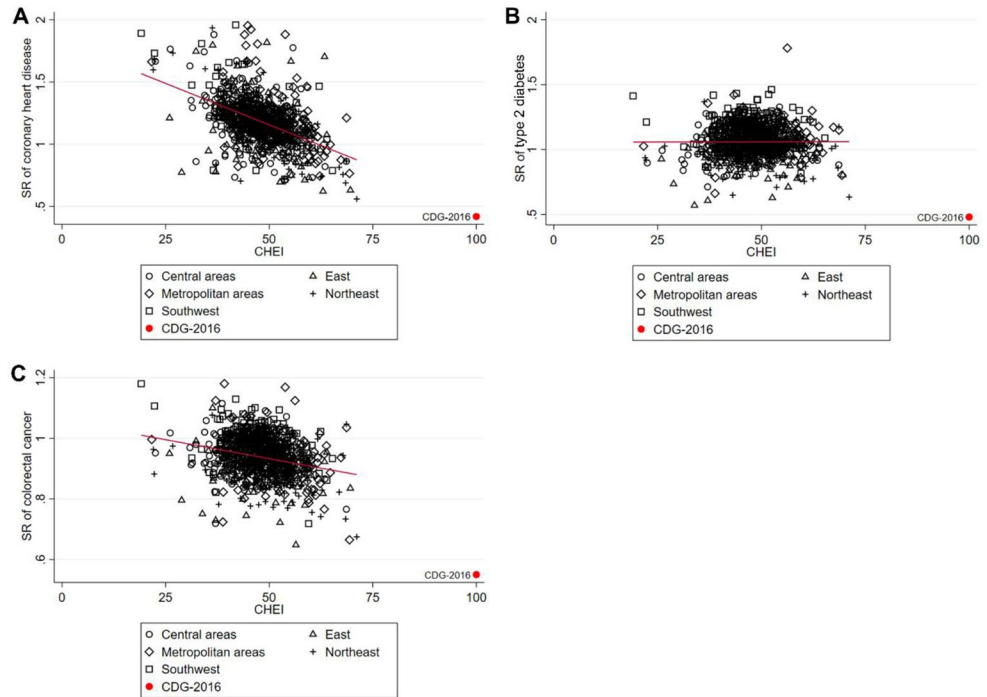 A
SR of coronary heart disease
2
1.5
1
.5
CDG-2016
0 25 50 75 100
CHEI
Central areas East
Metropolitan areas Northeast
Southwest
CDG-2016
B
SR of type 2 diabetes
2
1.5
1
.5
CDG-2016
0 25 50 75 100
CHEI
Central areas East
Metropolitan areas Northeast
Southwest
CDG-2016
C
SR of colorectal cancer
1.2
1
.8
.6
CDG-2016
0 25 50 75 100
CHEI
Central areas East
Metropolitan areas Northeast
Southwest
CDG-2016